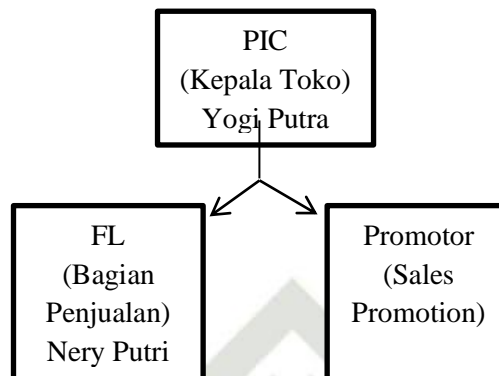 PIC
(Kepala Toko)
Yogi Putra
FL
(Bagian
Penjualan)
Nery Putri
Promotor
(Sales
Promotion)